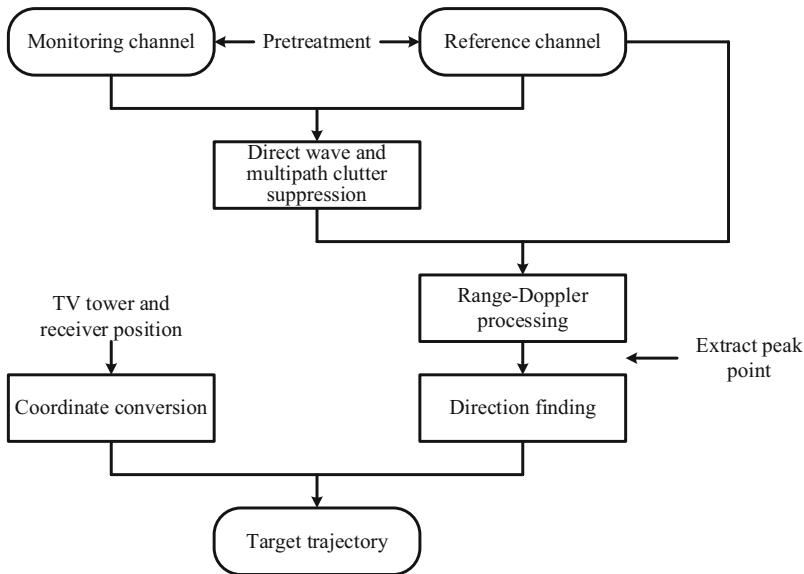 Monitoring channel
Pretreatment
Reference channel
Direct wave and
multipath clutter
suppression
TV tower and
receiver position
Range-Doppler
processing
Extract peak
point
Coordinate conversion
Direction finding
Target trajectory